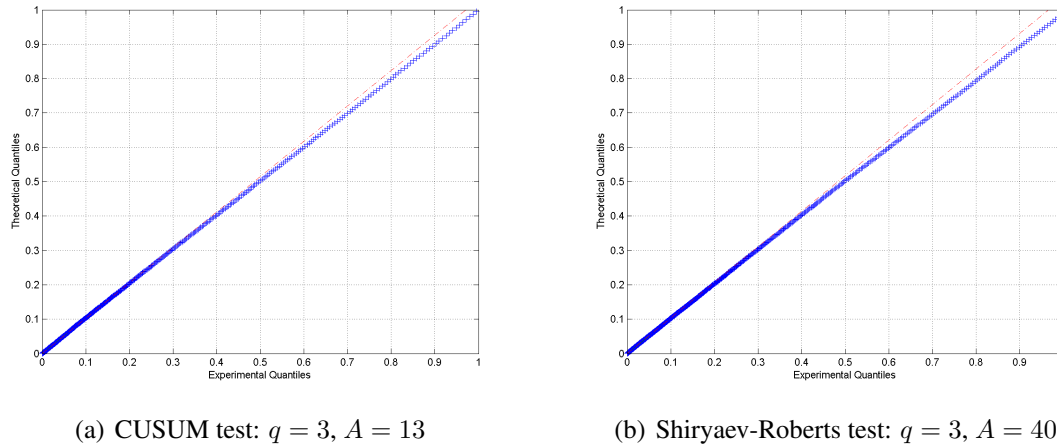 1
0.9
0.8
0.7
0.6
0.5
0.4
0.3
0.2
0.1
0
Theoretical Quantiles
0 0.1 0.2 0.3 0.4 0.5 0.6 0.7 0.8 0.9 1
Experimental Quantiles
(a) CUSUM test: q = 3, A = 13
1
0.9
0.8
0.7
0.6
0.5
0.4
0.3
0.2
0.1
0
Theoretical Quantiles
0 0.1 0.2 0.3 0.4 0.5 0.6 0.7 0.8 0.9
Experimental Quantiles
(b) Shiryaev-Roberts test: q = 3, A = 40